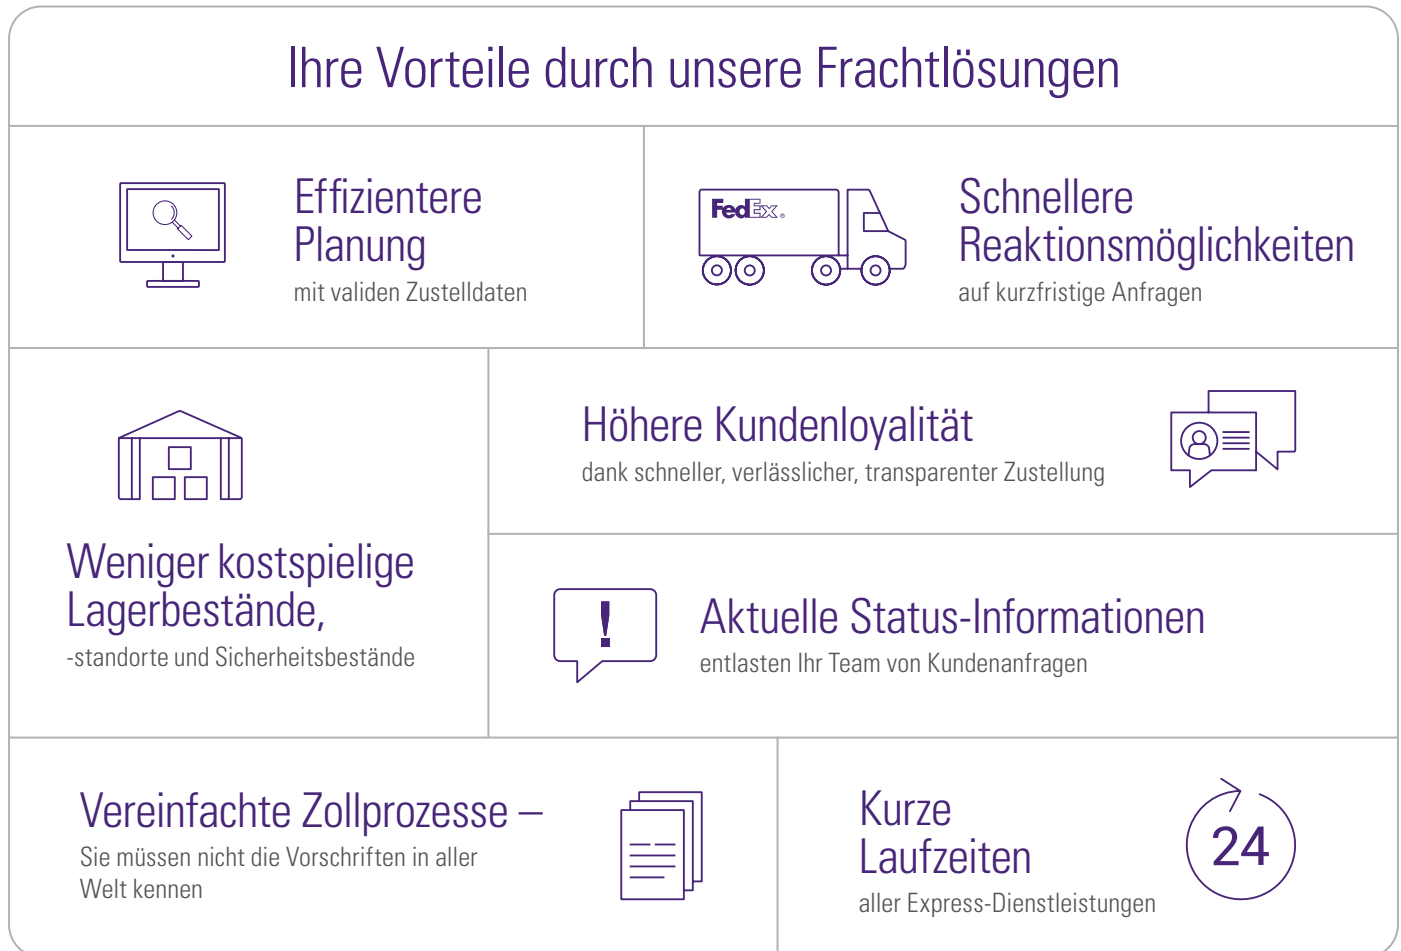 Ihre Vorteile durch unsere Frachtlösungen
Effizientere
Planung
mit validen Zustelldaten
FedEx®
Schnellere
Reaktionsmöglichkeiten
auf kurzfristige Anfragen
Weniger kostspielige
Lagerbestände,
-standorte und Sicherheitsbestände
Höhere Kundenloyalität
dank schneller, verlässlicher, transparenter Zustellung
!
Aktuelle Status-Informationen
entlasten Ihr Team von Kundenanfragen
Vereinfachte Zollprozesse –
Sie müssen nicht die Vorschriften in aller
Welt kennen
Kurze
Laufzeiten
aller Express-Dienstleistungen
24